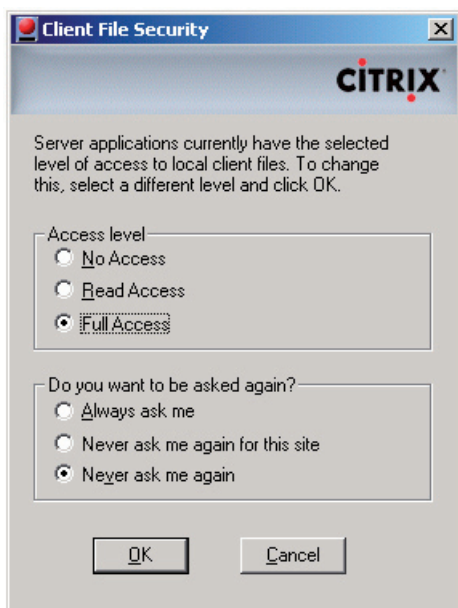 Client File Security
CITRIX
Server applications currently have the selected
level of access to local client files. To change
this, select a different level and click OK.
Access level
No Access
Read Access
Full Access
Do you want to be asked again?
Always ask me
Never ask me again for this site
Never ask me again
OK
Cancel